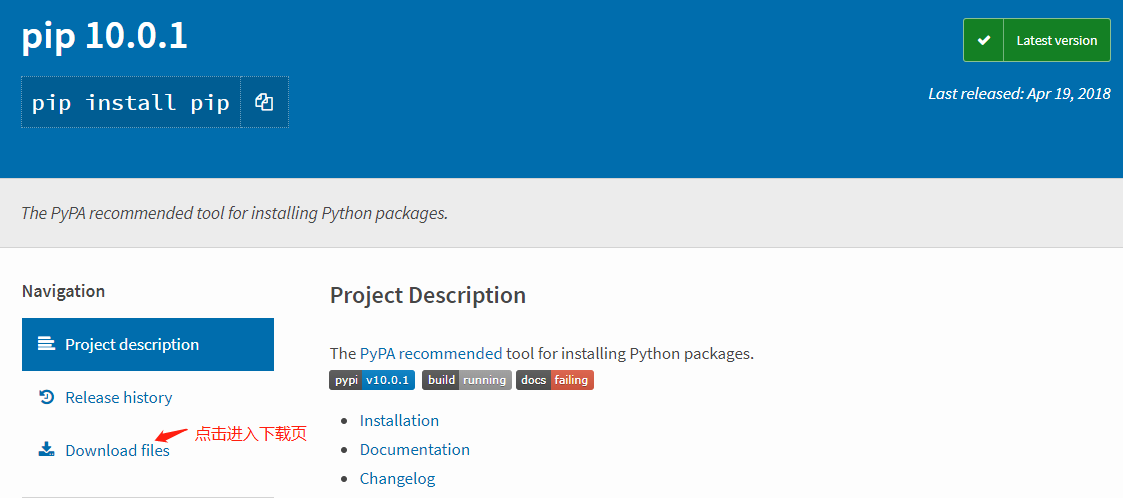 pip 10.0.1
Latest version
pip install pip
Last released: Apr 19, 2018
The PyPA recommended tool for installing Python packages.
Navigation
Project description
Release history
Download files
点击进入下载页
Project Description
The PyPA recommended tool for installing Python packages.
pypi v10.0.1 build running docs failing
Installation
Documentation
Changelog